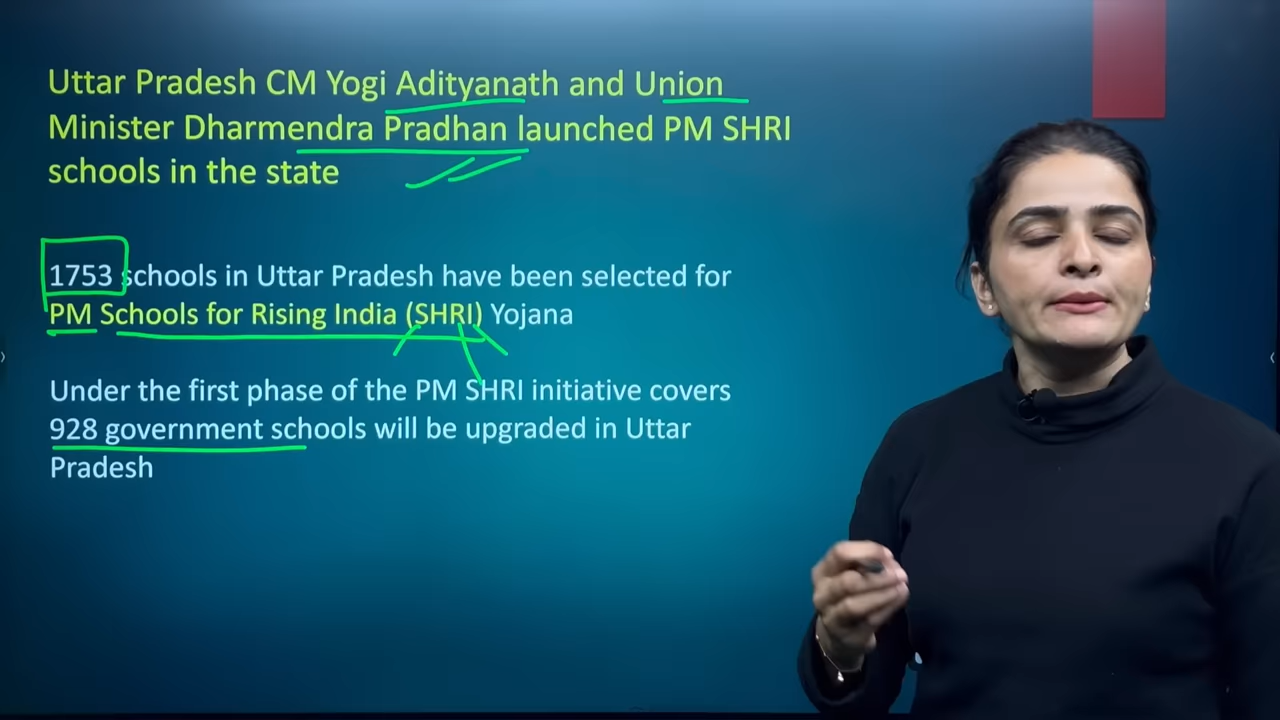 Uttar Pradesh CM Yogi Adityanath and Union
Minister Dharmendra Pradhan launched PM SHRI
schools in the state
1753 schools in Uttar Pradesh have been selected for
PM Schools for Rising India (SHRI) Yojana
Under the first phase of the PM SHRI initiative covers
928 government schools will be upgraded in Uttar
Pradesh